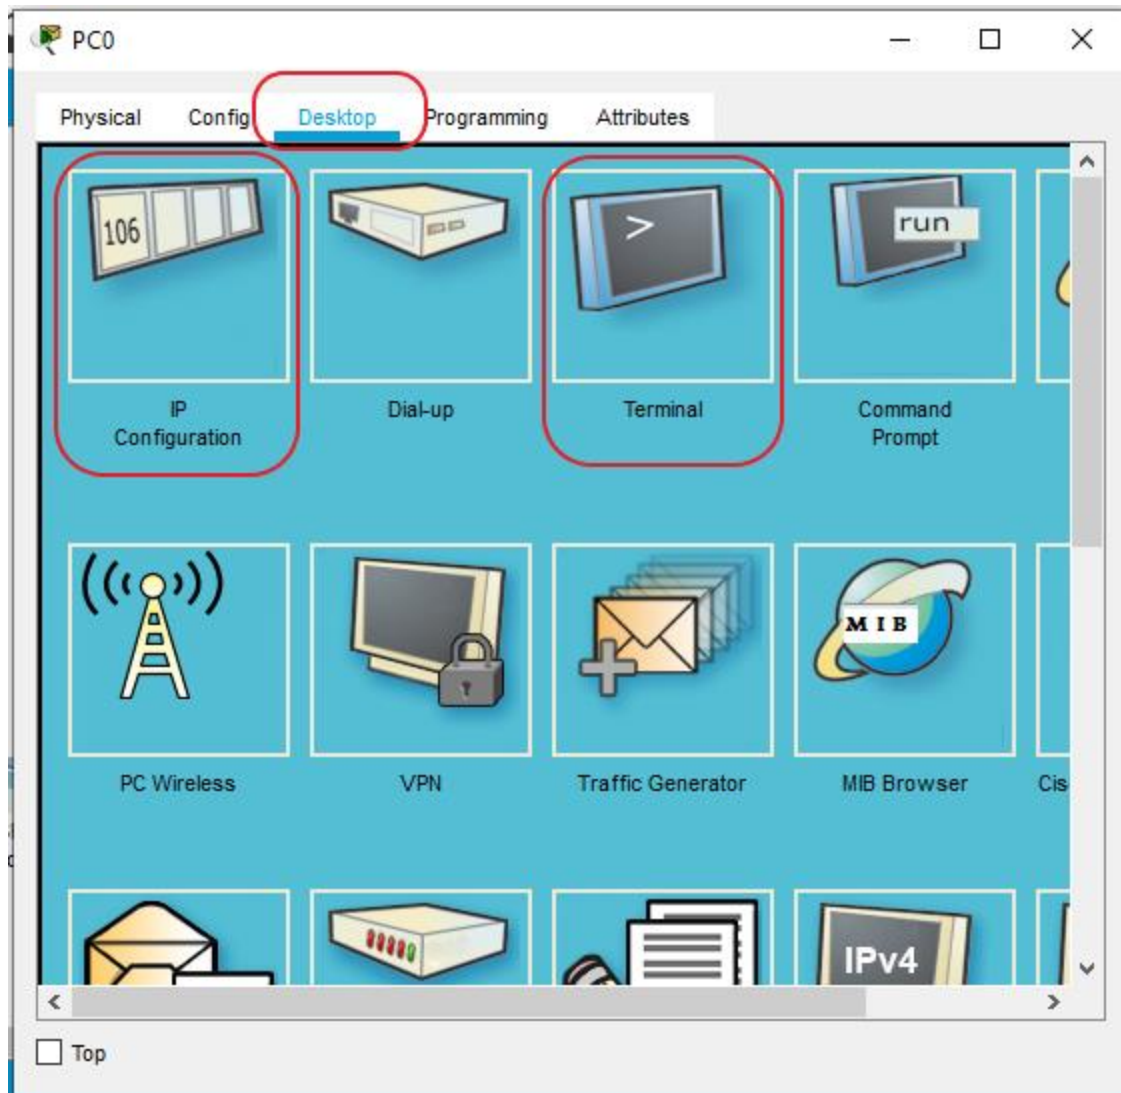 PC0
Physical Config Desktop Programming Attributes
106
>
run
IP
Configuration
Dial-up
Terminal
Command
Prompt
MIB
PC Wireless
VPN
Traffic Generator
MIB Browser
Cis
IPv4
Top